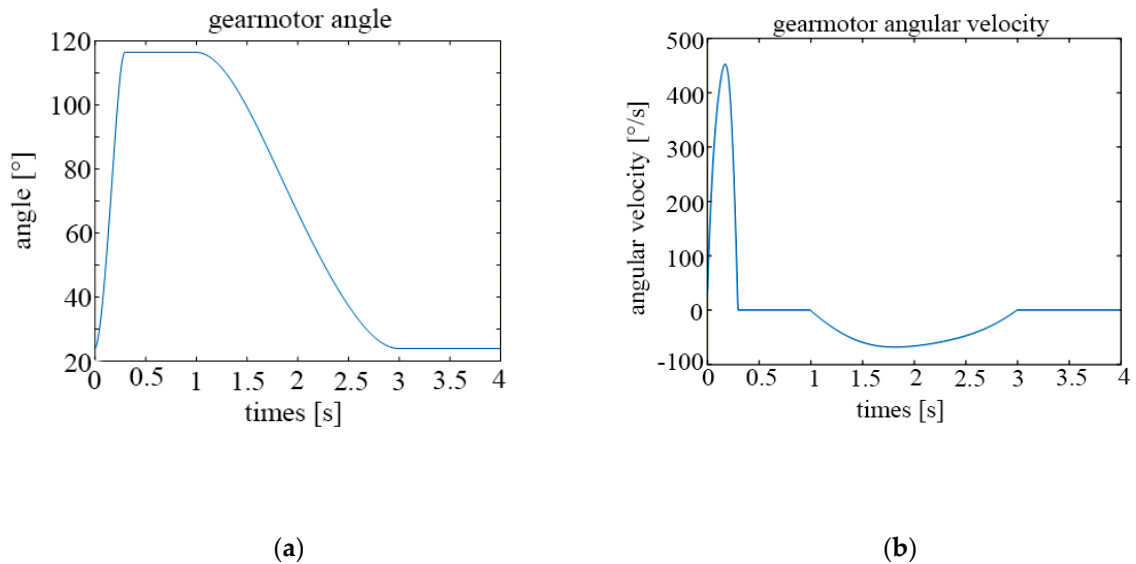 gearmotor angle
120
100
80
60
40
20
angle [°]
0 0.5 1 1.5 2 2.5 3 3.5 4
times [s]
(a)
gearmotor angular velocity
500
400
300
200
100
0
-100
angular velocity [°/s]
0 0.5 1 1.5 2 2.5 3 3.5 4
times [s]
(b)